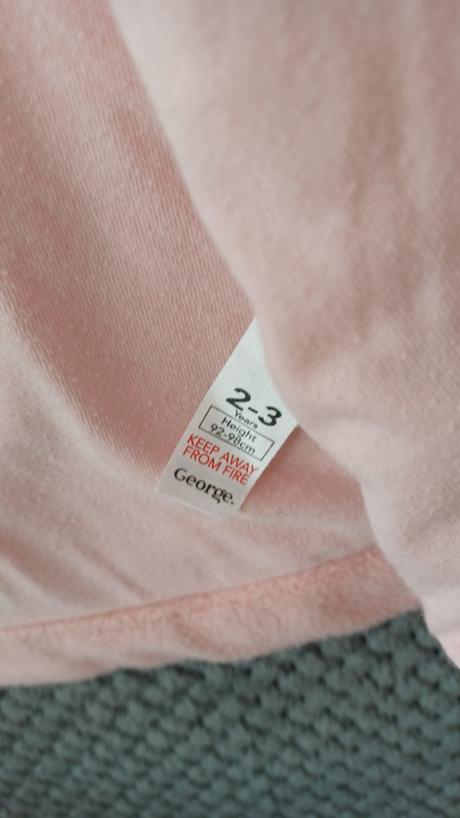 2-3
Years
Height
92-98cm
KEEP AWAY
FROM FIRE
George.